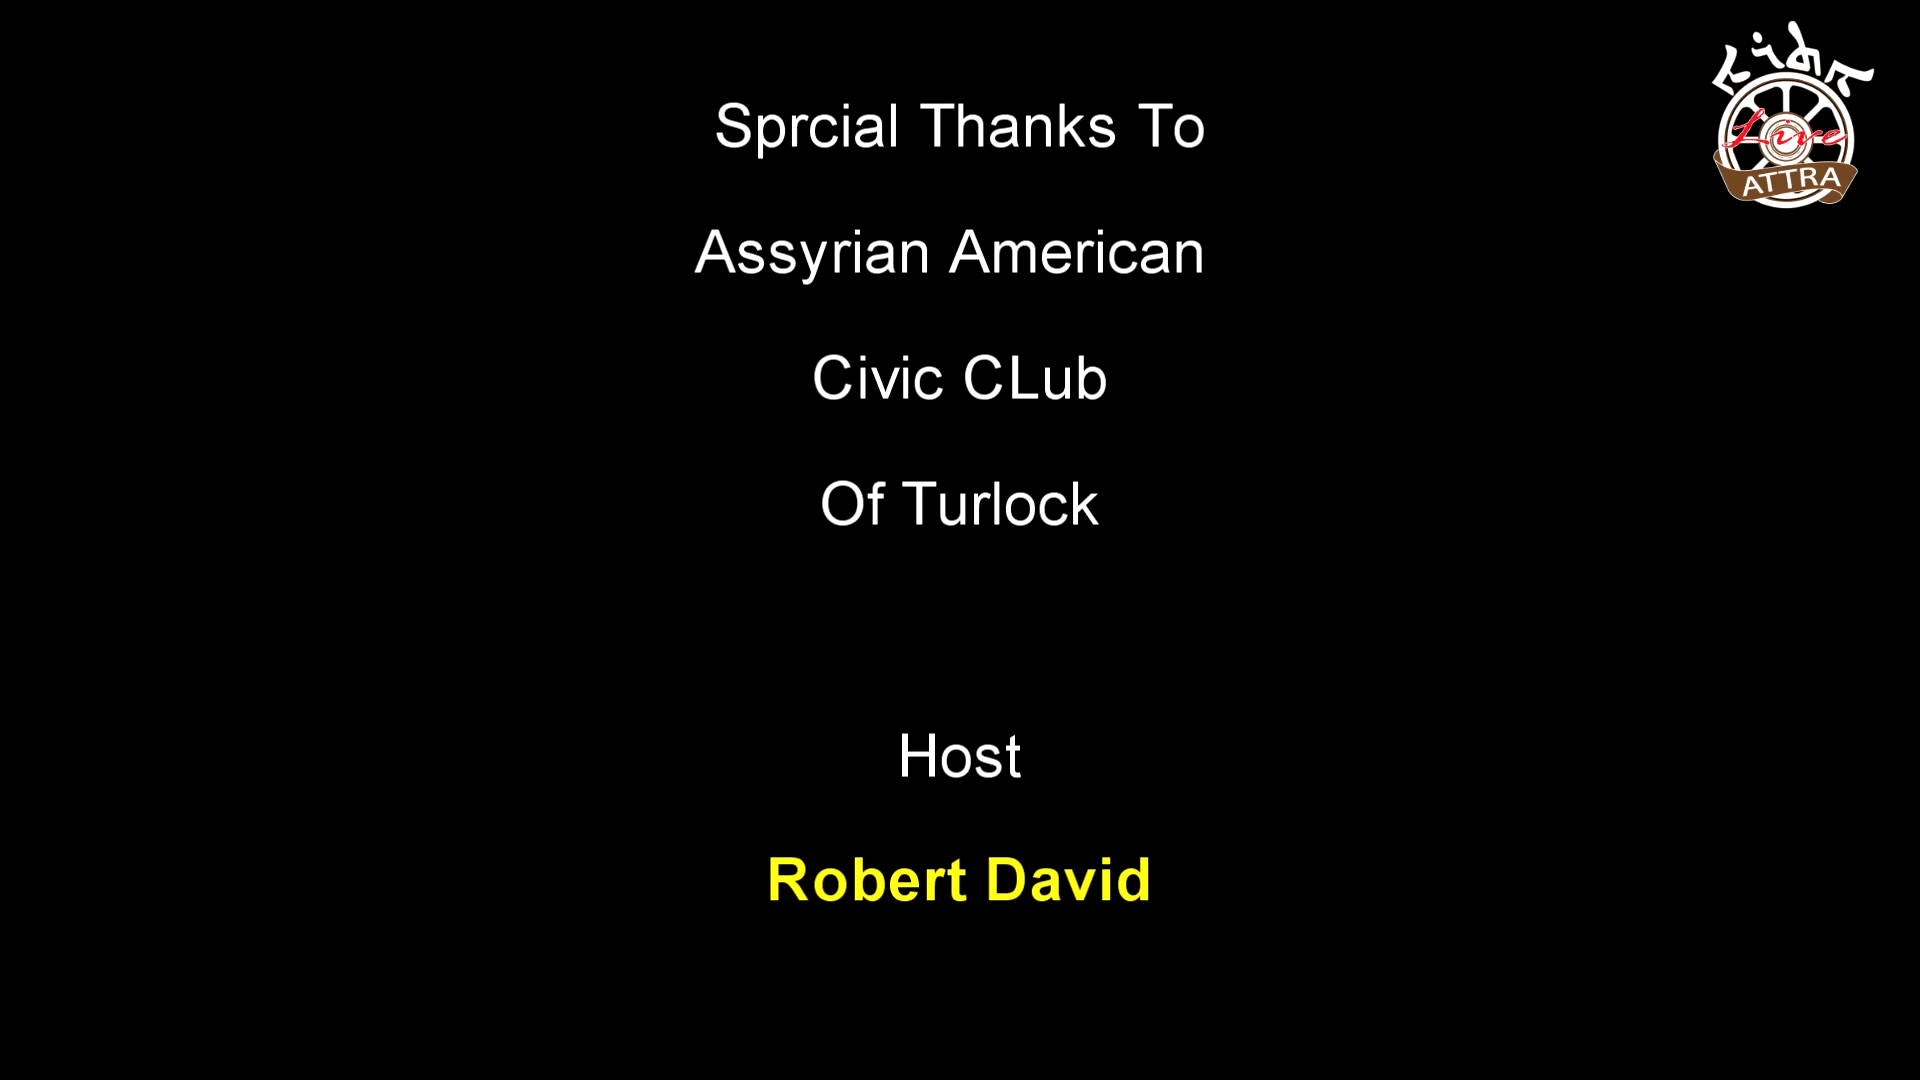 Sprcial Thanks To
Assyrian American
Civic CLub
Of Turlock
Host
Robert David
Live
ATTRA